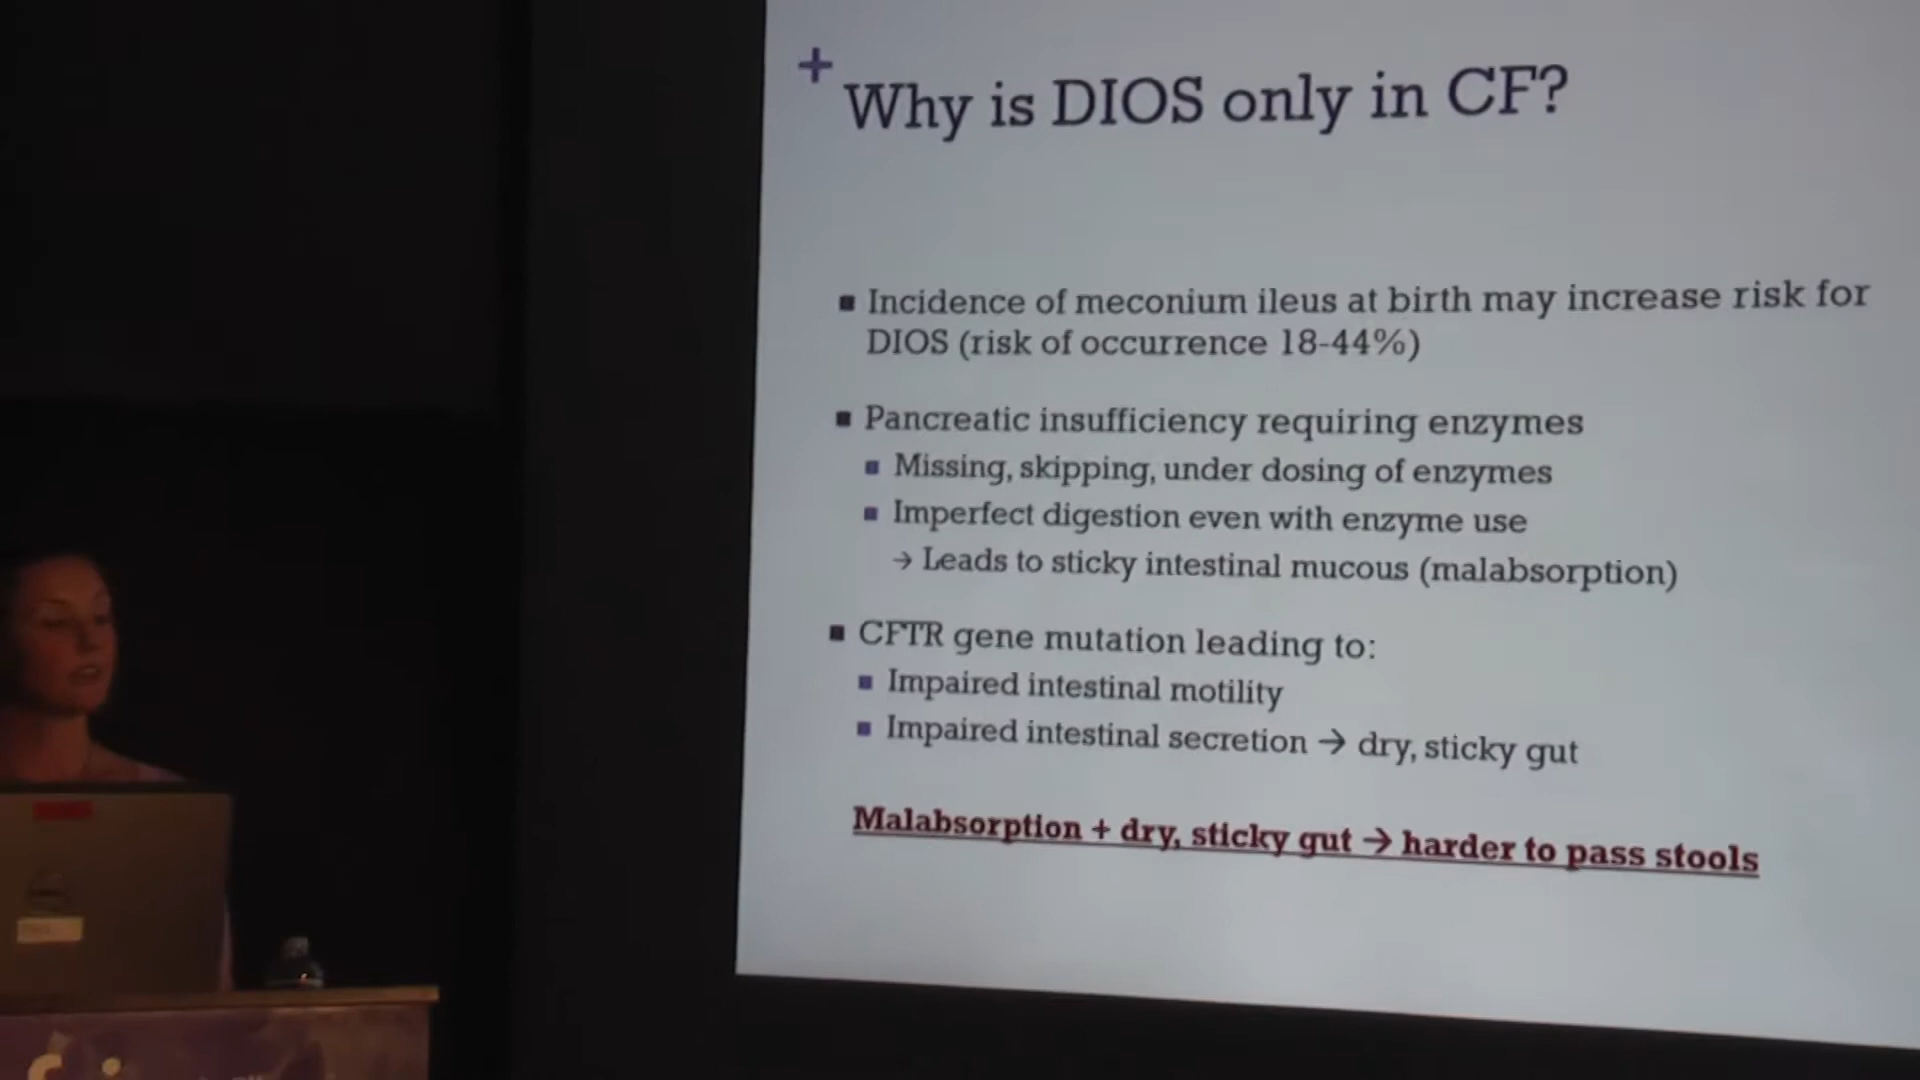 +
Why is DIOS only in CF?
▪ Incidence of meconium ileus at birth may increase risk for
DIOS (risk of occurrence 18-44%)
▪ Pancreatic insufficiency requiring enzymes
▪ Missing, skipping, under dosing of enzymes
▪ Imperfect digestion even with enzyme use
→ Leads to sticky intestinal mucous (malabsorption)
▪ CFTR gene mutation leading to:
▪ Impaired intestinal motility
▪ Impaired intestinal secretion → dry, sticky gut
Malabsorption + dry, sticky gut → harder to pass stools